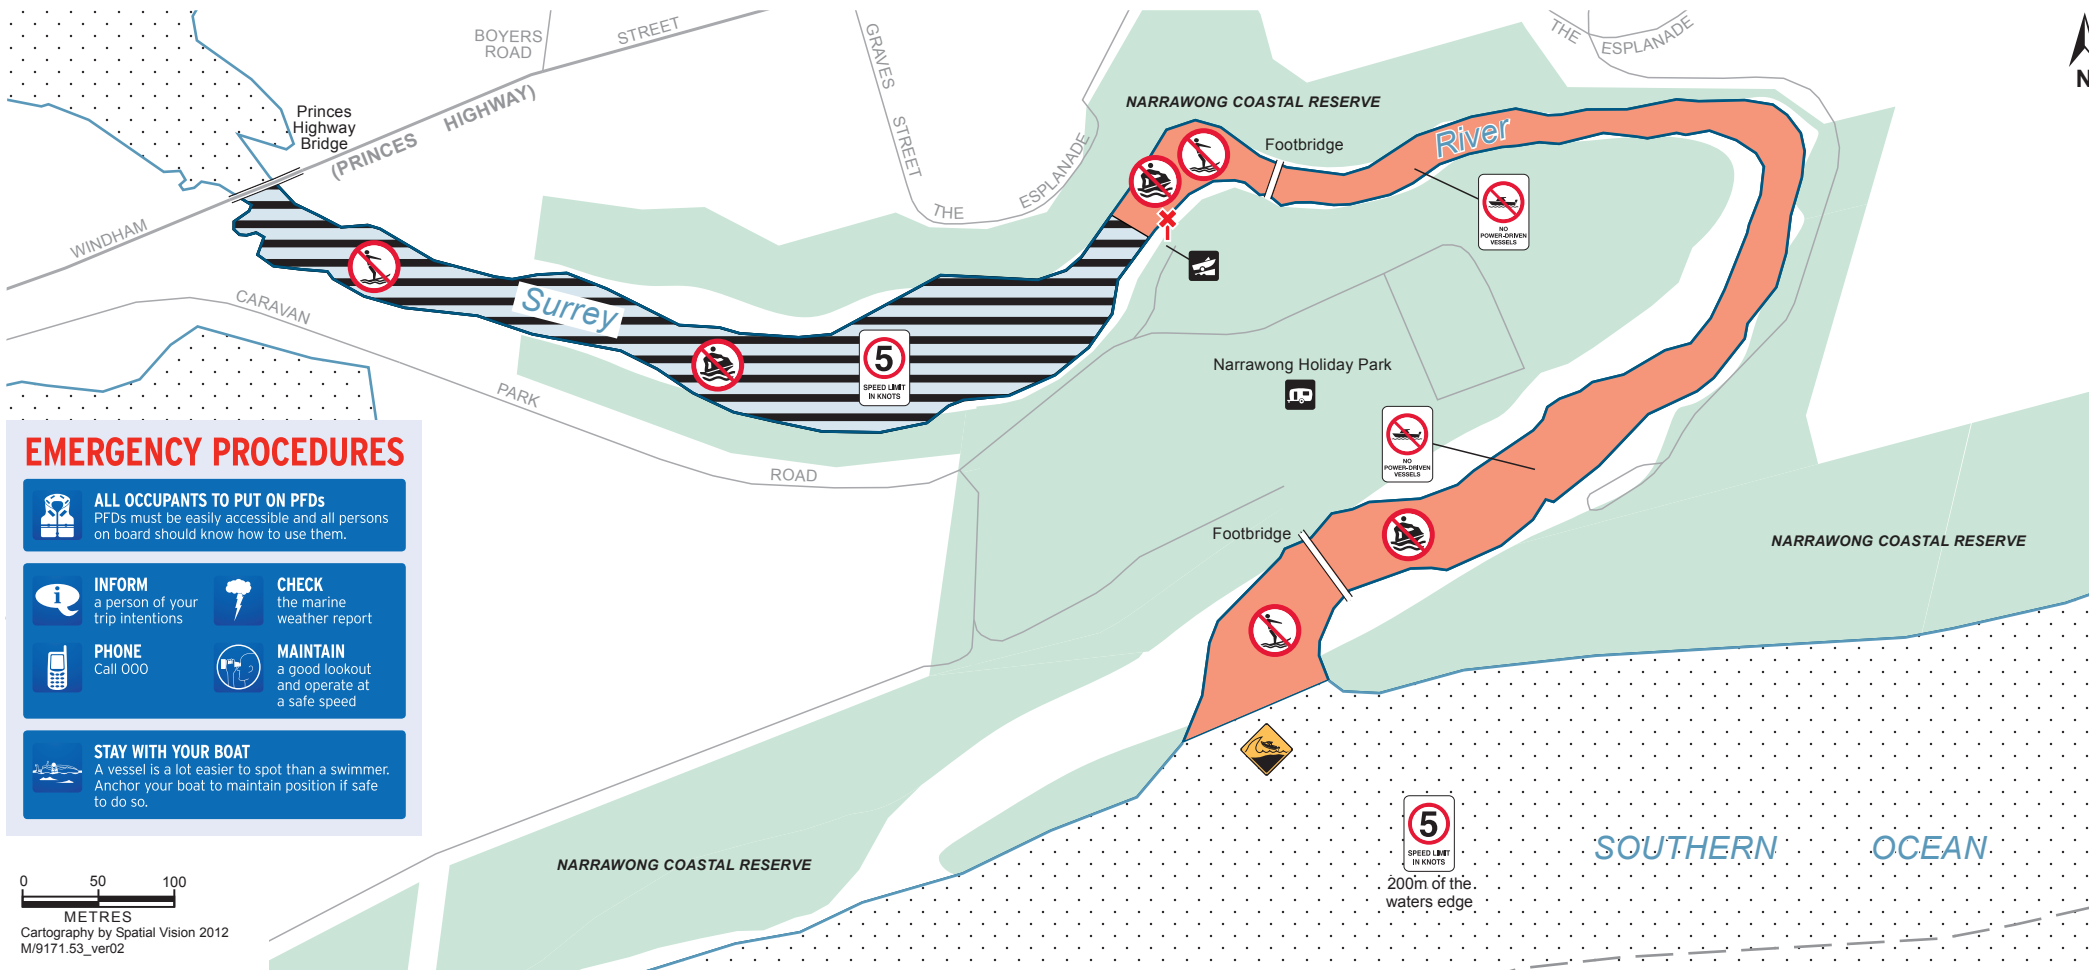 BOYERS
ROAD
STREET
GRAVES
STREET
THE
ESPLANADE
THE
ESPLANADE
N
Princes
Highway
Bridge
(PRINCES
HIGHWAY)
WINDHAM
NARRAWONG COASTAL RESERVE
Footbridge
River
NO
POWER-DRIVEN
VESSELS
Surrey
CARAVAN
PARK
ROAD
5
SPEED LIMIT
IN KNOTS
Narrawong Holiday Park
NO
POWER-DRIVEN
VESSELS
Footbridge
NARRAWONG COASTAL RESERVE
EMERGENCY PROCEDURES
ALL OCCUPANTS TO PUT ON PFDs
PFDs must be easily accessible and all persons
on board should know how to use them.
INFORM
a person of your
trip intentions
CHECK
the marine
weather report
PHONE
Call 000
MAINTAIN
a good lookout
and operate at
a safe speed
STAY WITH YOUR BOAT
A vessel is a lot easier to spot than a swimmer.
Anchor your boat to maintain position if safe
to do so.
5
SPEED LIMIT
IN KNOTS
200m of the
waters edge
SOUTHERN OCEAN
NARRAWONG COASTAL RESERVE
0 50 100
METRES
Cartography by Spatial Vision 2012
M/9171.53_ver02